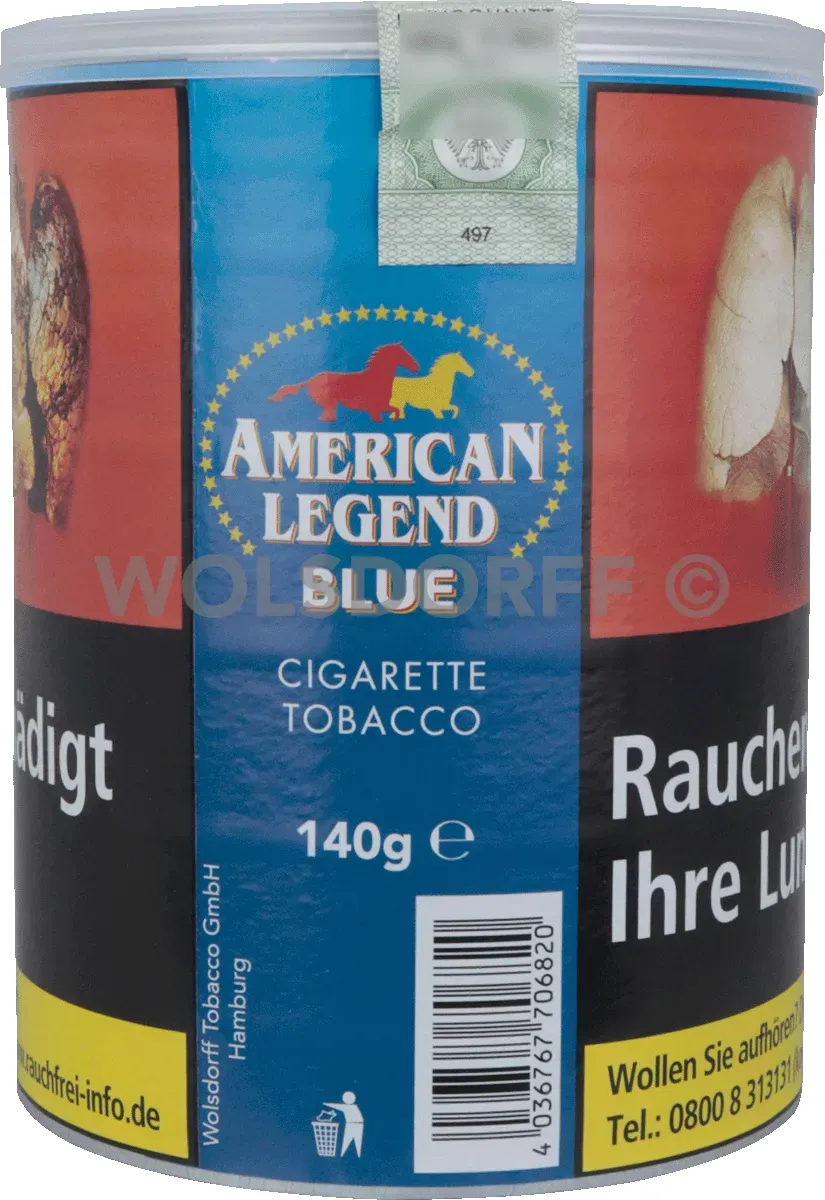 497
AMERICAN
LEGEND
BLUE
WOLSDORFF ©
CIGARETTE
TOBACCO
140g ℮
Wolsdorff Tobacco GmbH
Hamburg
4 036767 706820
ädigt
rauchfrei-info.de
Raucher
Ihre Lun
Wollen Sie aufhören?
Tel.: 0800 8 313131